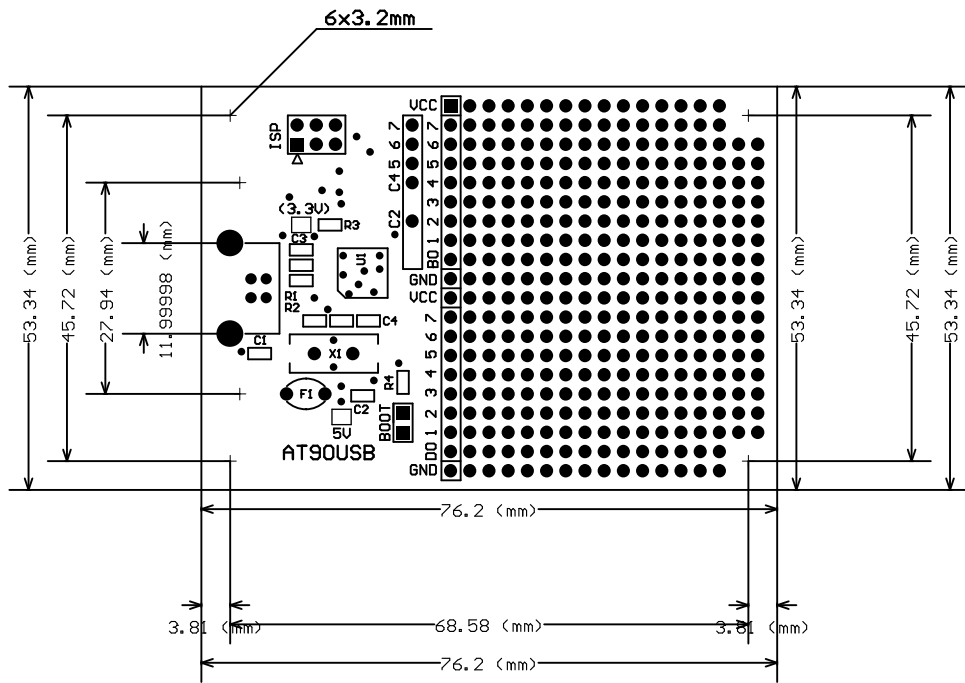 6x3.2mm
VCC
ISP
7
6
5
C4
C2
7
6
5
4
3
2
1
B0
GND
VCC
7
6
5
4
3
2
1
D0
GND
(3.3V)
R3
C3
U1
R1
R2
C4
C1
X1
F1
R4
C2
5V
BOOT
AT90USB
53.34 (mm)
45.72 (mm)
27.94 (mm)
11.99998 (mm)
53.34 (mm)
45.72 (mm)
53.34 (mm)
76.2 (mm)
3.81 (mm)
68.58 (mm)
3.81 (mm)
76.2 (mm)